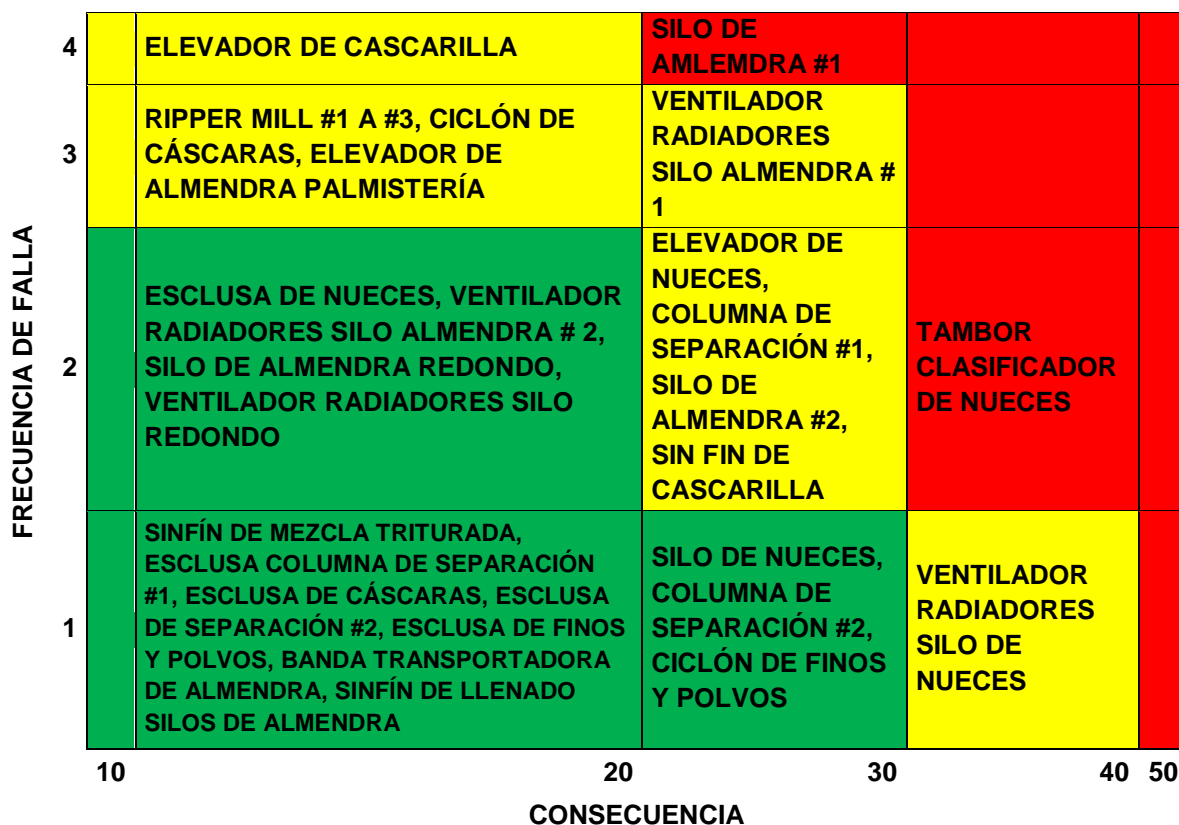 4
ELEVADOR DE CASCARILLA
SILO DE
AMLEMDRA #1
3
RIPPER MILL #1 A #3, CICLÓN DE
CÁSCARAS, ELEVADOR DE
ALMENDRA PALMISTERÍA
VENTILADOR
RADIADORES
SILO ALMENDRA #
1
FRECUENCIA DE FALLA
2
ESCLUSA DE NUECES, VENTILADOR
RADIADORES SILO ALMENDRA # 2,
SILO DE ALMENDRA REDONDO,
VENTILADOR RADIADORES SILO
REDONDO
ELEVADOR DE
NUECES,
COLUMNA DE
SEPARACIÓN #1,
SILO DE
ALMENDRA #2,
SIN FIN DE
CASCARILLA
TAMBOR
CLASIFICADOR
DE NUECES
1
SINFÍN DE MEZCLA TRITURADA,
ESCLUSA COLUMNA DE SEPARACIÓN
#1, ESCLUSA DE CÁSCARAS, ESCLUSA
DE SEPARACIÓN #2, ESCLUSA DE FINOS
Y POLVOS, BANDA TRANSPORTADORA
DE ALMENDRA, SINFÍN DE LLENADO
SILOS DE ALMENDRA
SILO DE NUECES,
COLUMNA DE
SEPARACIÓN #2,
CICLÓN DE FINOS
Y POLVOS
VENTILADOR
RADIADORES
SILO DE
NUECES
10 20 30 40 50
CONSECUENCIA